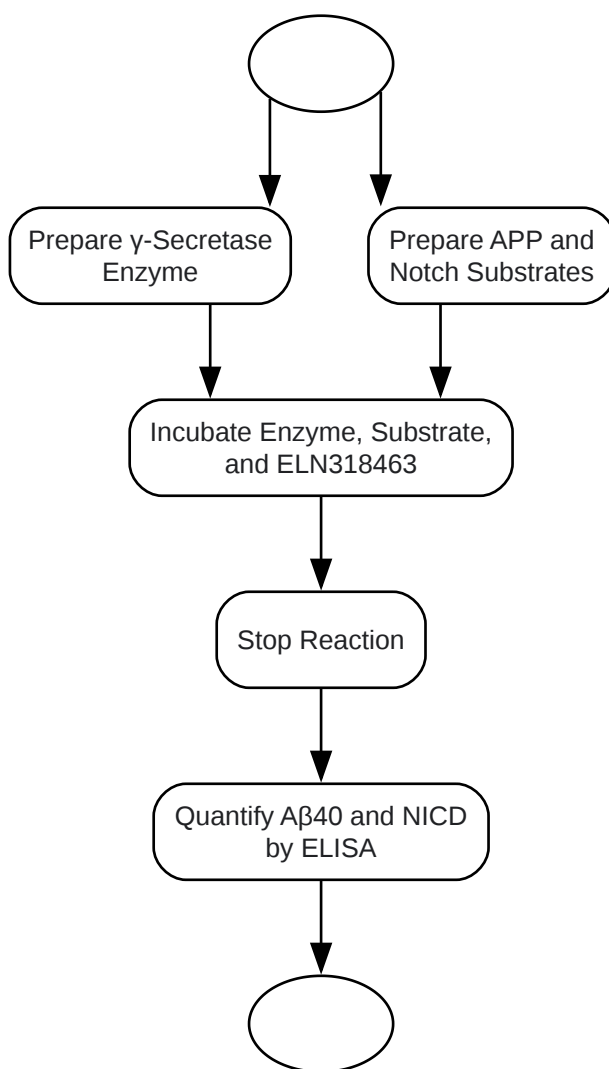 Prepare γ-Secretase
Enzyme
Prepare APP and
Notch Substrates
Incubate Enzyme, Substrate,
and ELN318463
Stop Reaction
Quantify Aβ40 and NICD
by ELISA